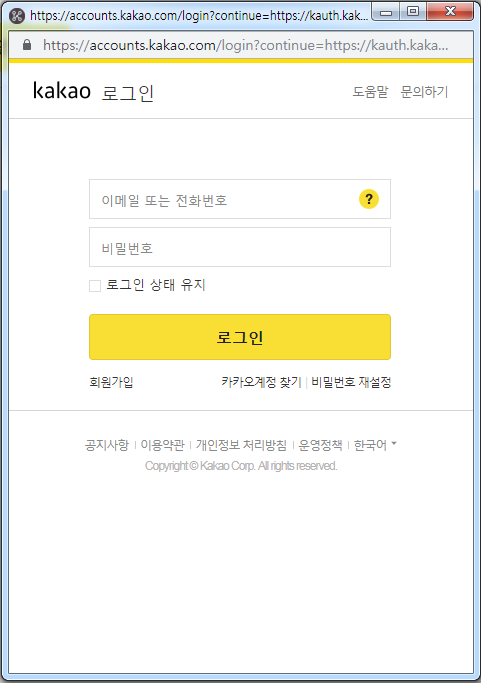 https://accounts.kakao.com/login?continue=https://kauth.kak...
https://accounts.kakao.com/login?continue=https://kauth.kaka...
kakao 로그인 도움말 문의하기
이메일 또는 전화번호 ?
비밀번호
로그인 상태 유지
로그인
회원가입 카카오계정 찾기 | 비밀번호 재설정
공지사항 | 이용약관 | 개인정보 처리방침 | 운영정책 | 한국어
Copyright © Kakao Corp. All rights reserved.